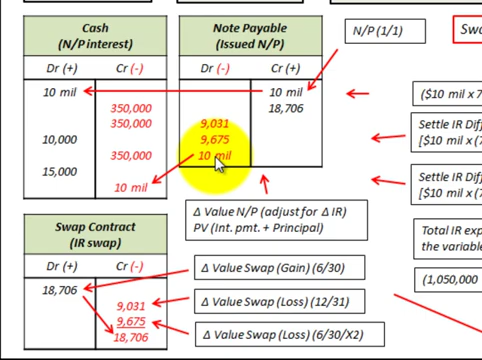 Cash
(N/P interest)
Dr (+)
Cr (-)
10 mil
350,000
350,000
10,000
350,000
15,000
10 mil
Note Payable
(Issued N/P)
Dr (-)
Cr (+)
10 mil
18,706
9,031
9,675
10 mil
N/P (1/1)
Swa
($10 mil x 7
Settle IR Diff
[$10 mil x (7
Settle IR Diff
[$10 mil x (7
Δ Value N/P (adjust for Δ IR)
PV (Int. pmt. + Principal)
Total IR exp
the variable
(1,050,000
Swap Contract
(IR swap)
Dr (+)
Cr (-)
18,706
9,031
9,675
18,706
Δ Value Swap (Gain) (6/30)
Δ Value Swap (Loss) (12/31)
Δ Value Swap (Loss) (6/30/X2)